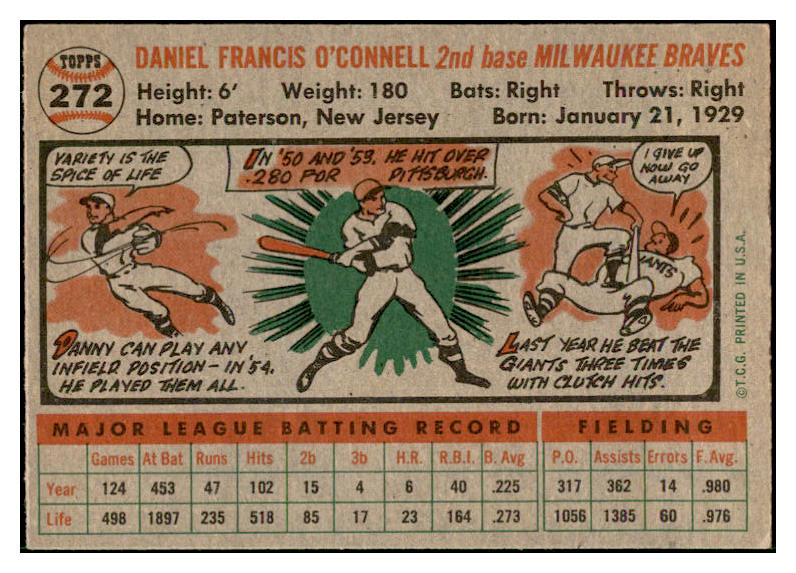 TOPPS
272
DANIEL FRANCIS O'CONNELL 2nd base MILWAUKEE BRAVES
Height: 6' Weight: 180 Bats: Right Throws: Right
Home: Paterson, New Jersey Born: January 21, 1929
VARIETY IS THE
SPICE OF LIFE
DANNY CAN PLAY ANY
INFIELD POSITION - IN '54,
HE PLAYED THEM ALL.
IN '50 AND '53, HE HIT OVER
.280 FOR PITTSBURGH.
I GIVE UP
NOW GO
AWAY
GIANTS
LAST YEAR HE BEAT THE
GIANTS THREE TIMES
WITH CLUTCH HITS.
© T.C.G. PRINTED IN U.S.A.
MAJOR LEAGUE BATTING RECORD FIELDING
Games At Bat Runs Hits 2b 3b H.R. R.B.I. B. Avg P.O. Assists Errors F. Avg.
Year 124 453 47 102 15 4 6 40 .225 317 362 14 .980
Life 498 1897 235 518 85 17 23 164 .273 1056 1385 60 .976